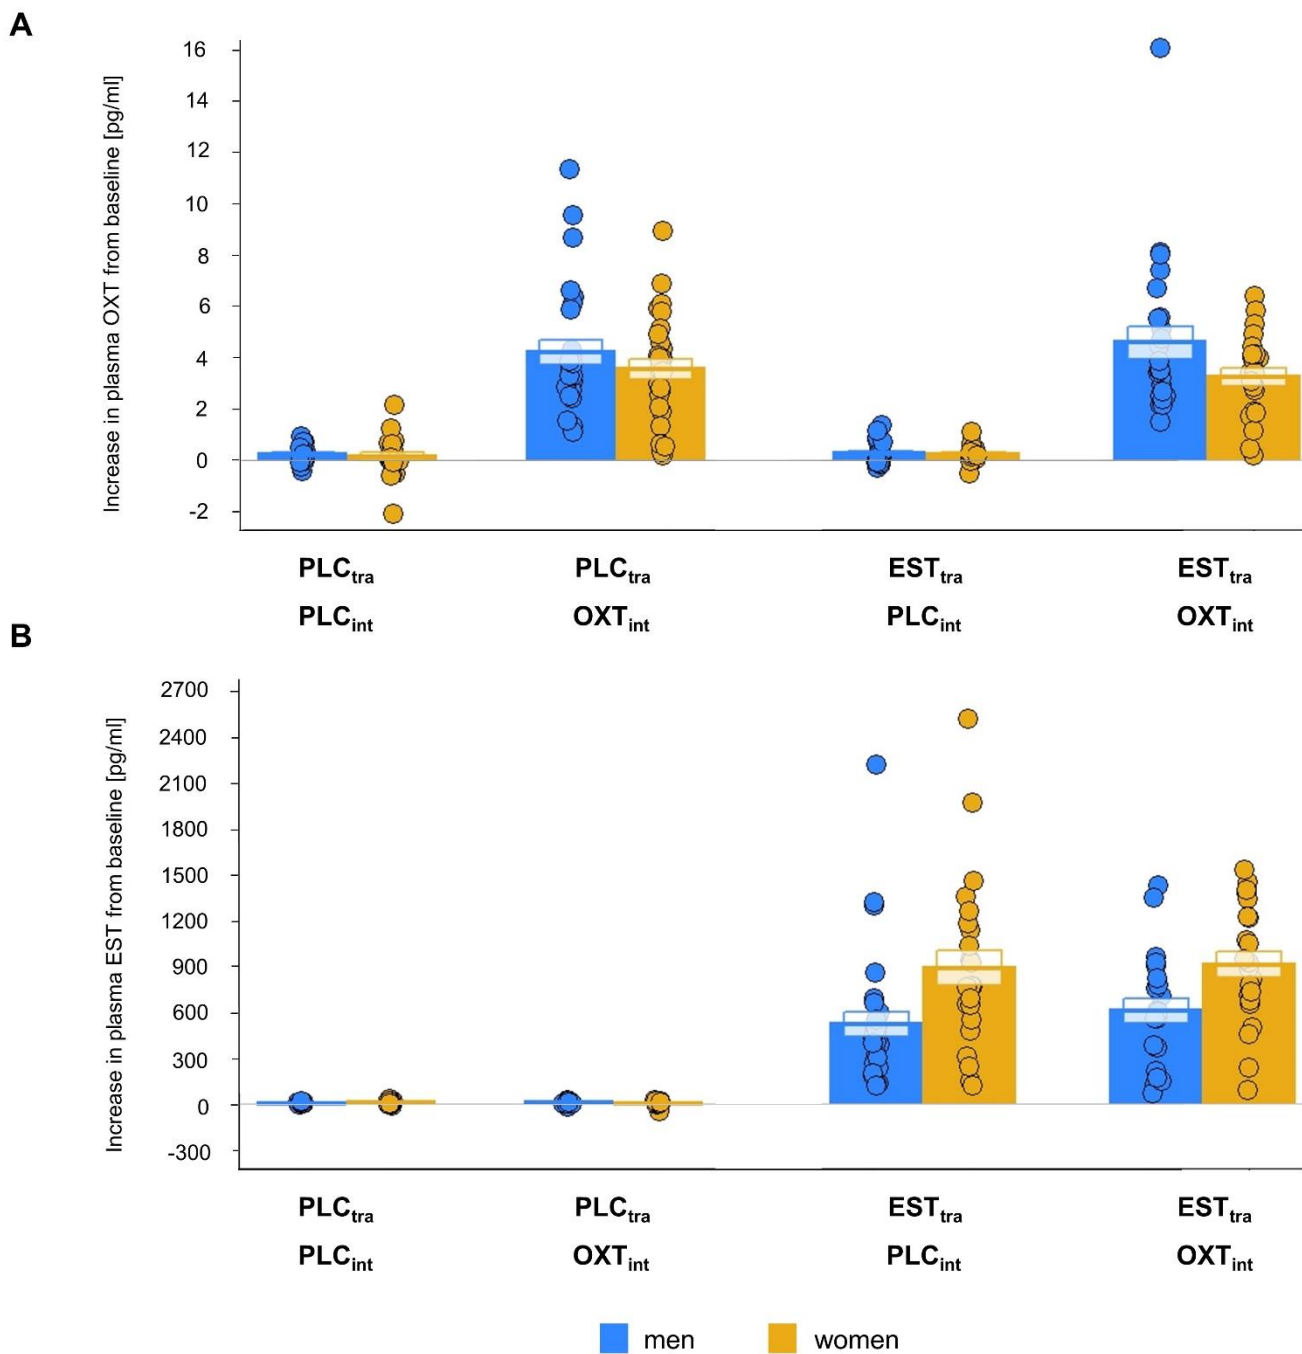 A
Increase in plasma OXT from baseline [pg/ml]
16
14
12
10
8
6
4
2
0
-2
PLCtra PLCtra ESTtra ESTtra
PLCint OXTint PLCint OXTint
B
Increase in plasma EST from baseline [pg/ml]
2700
2400
2100
1800
1500
1200
900
600
300
0
-300
PLCtra PLCtra ESTtra ESTtra
PLCint OXTint PLCint OXTint
men women